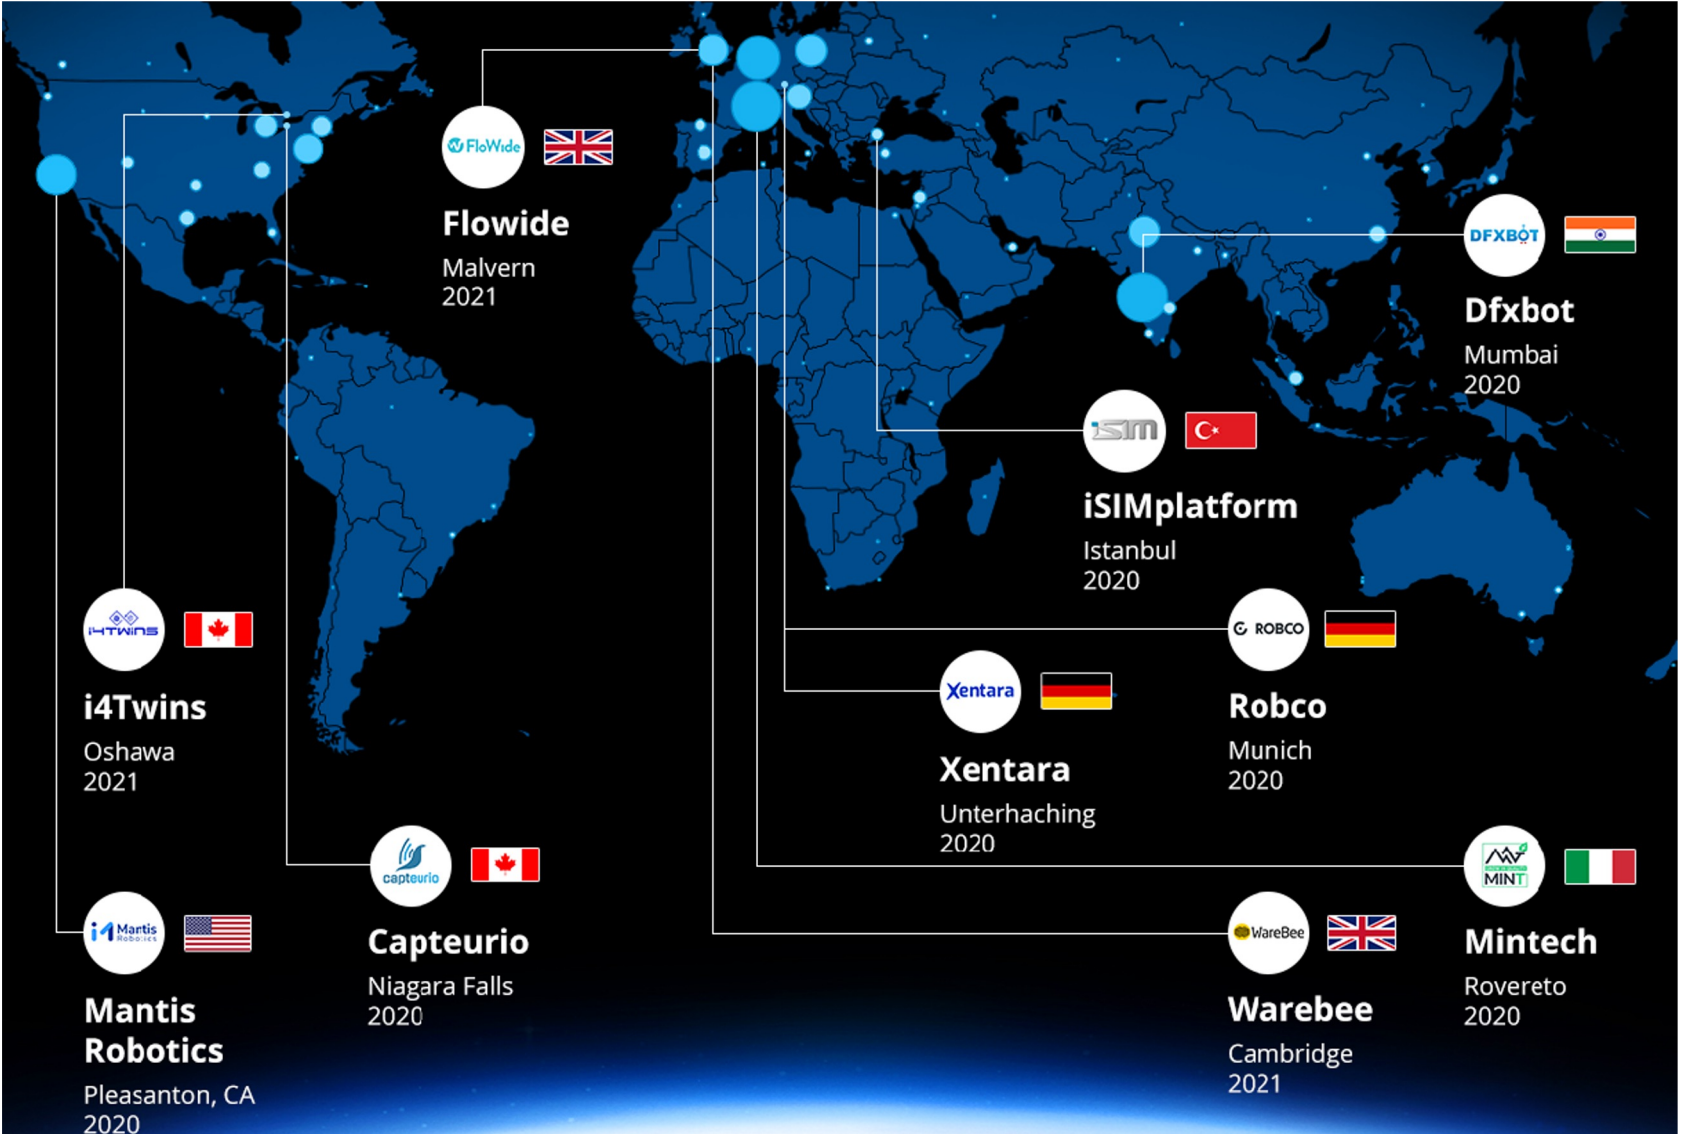 FloWide
Flowide
Malvern
2021
DFXBOT
Dfxbot
Mumbai
2020
iSIM
iSIMplatform
Istanbul
2020
i4TWINS
i4Twins
Oshawa
2021
ROBCO
Robco
Munich
2020
Xentara
Xentara
Unterhaching
2020
capteurio
Capteurio
Niagara Falls
2020
MINT
Mintech
Rovereto
2020
Mantis
Robotics
Mantis
Robotics
Pleasanton, CA
2020
WareBee
Warebee
Cambridge
2021